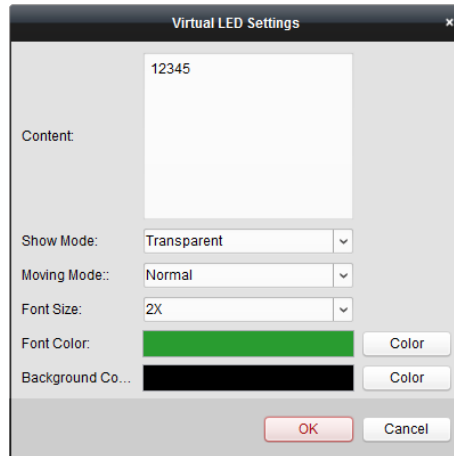 Virtual LED Settings ×
Content: 12345
Show Mode: Transparent
Moving Mode:: Normal
Font Size: 2X
Font Color: Color
Background Co... Color
OK Cancel